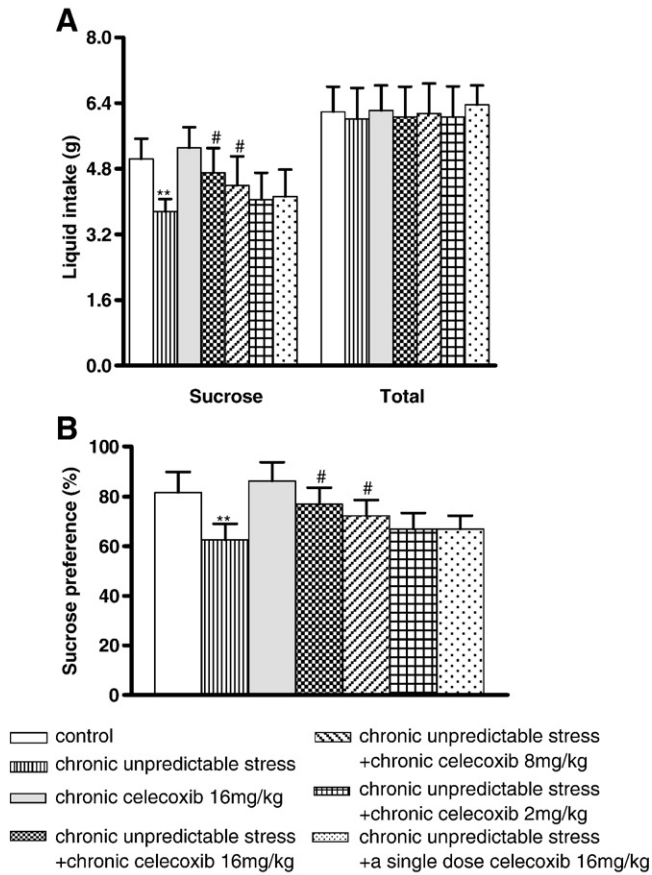 A
8.0
6.4
4.8
3.2
1.6
0.0
Liquid intake (g)
**
#
#
Sucrose
Total
B
100
80
60
40
20
0
Sucrose preference (%)
**
#
#
control
chronic unpredictable stress
chronic celecoxib 16mg/kg
chronic unpredictable stress
+chronic celecoxib 16mg/kg
chronic unpredictable stress
+chronic celecoxib 8mg/kg
chronic unpredictable stress
+chronic celecoxib 2mg/kg
chronic unpredictable stress
+a single dose celecoxib 16mg/kg